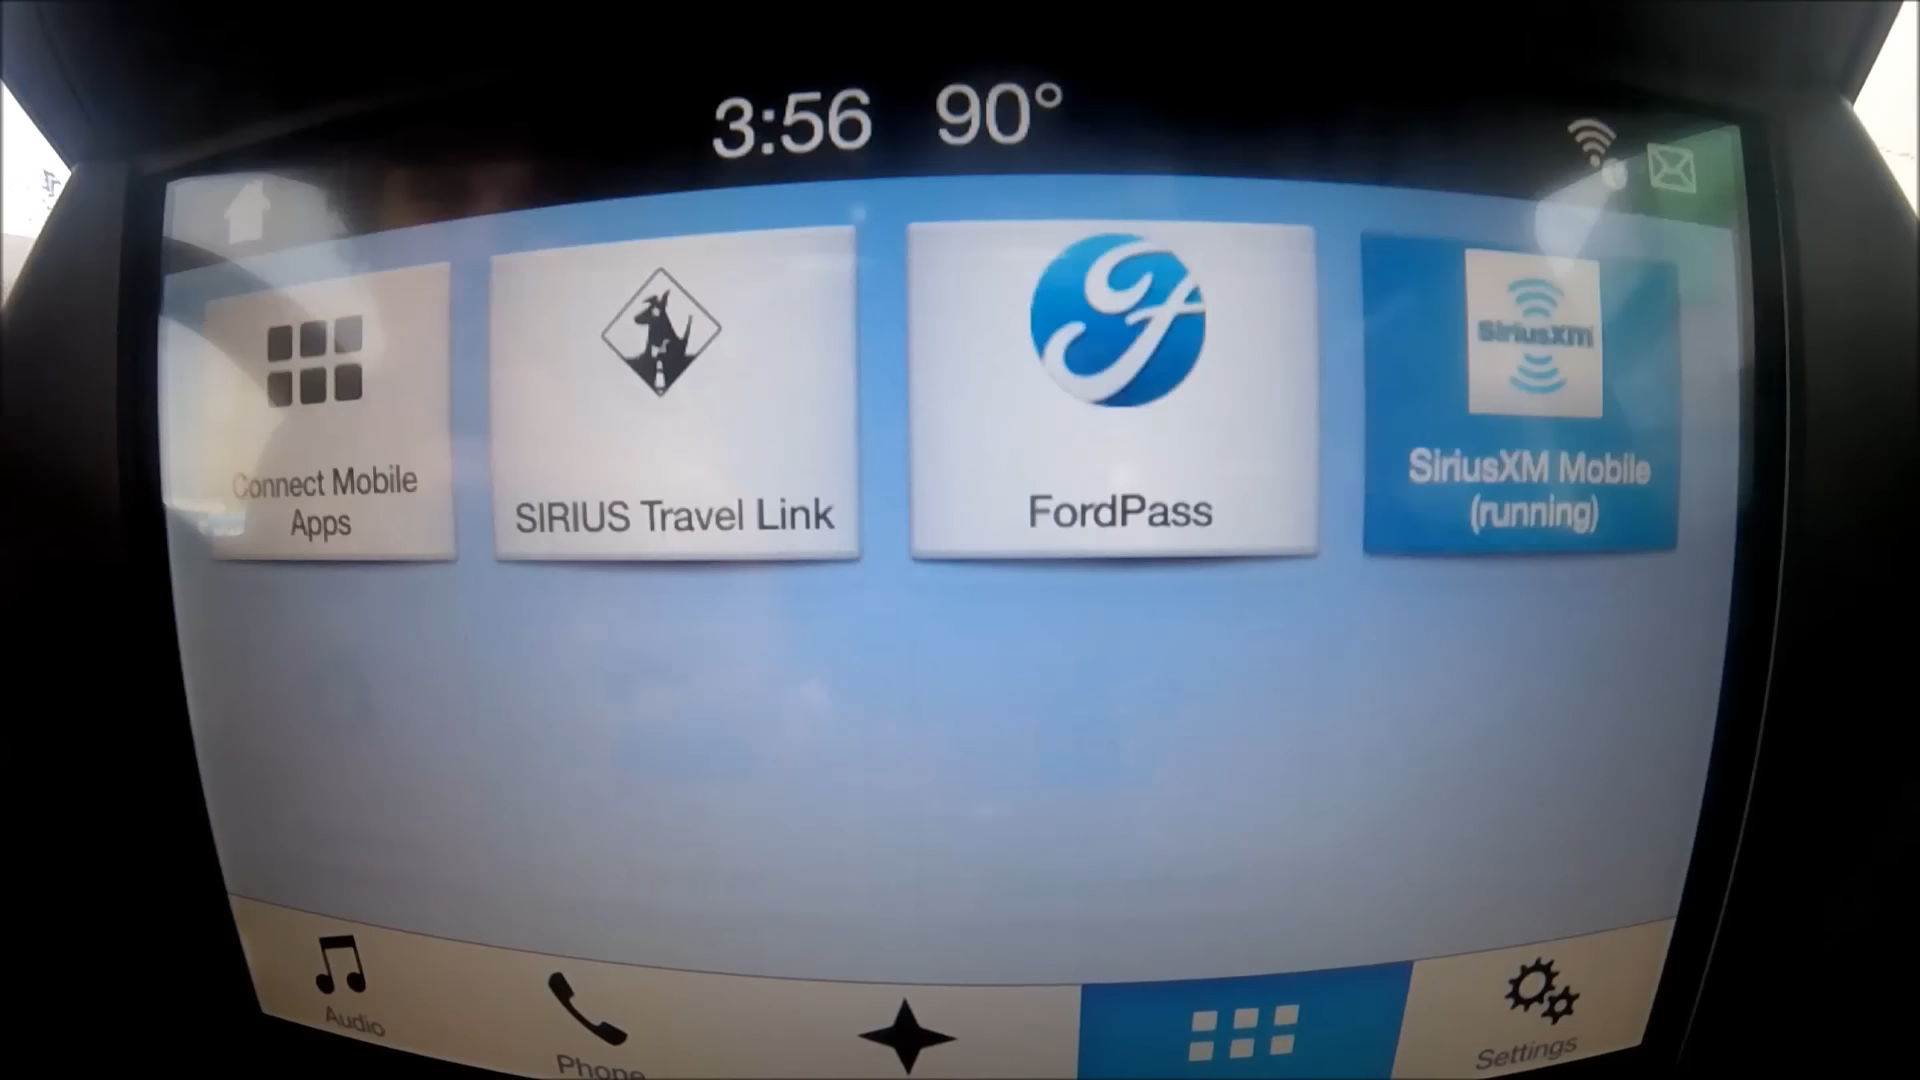 3:56 90°
Connect Mobile
Apps
SIRIUS Travel Link
FordPass
SiriusXM
SiriusXM Mobile
(running)
Audio
Phone
Settings